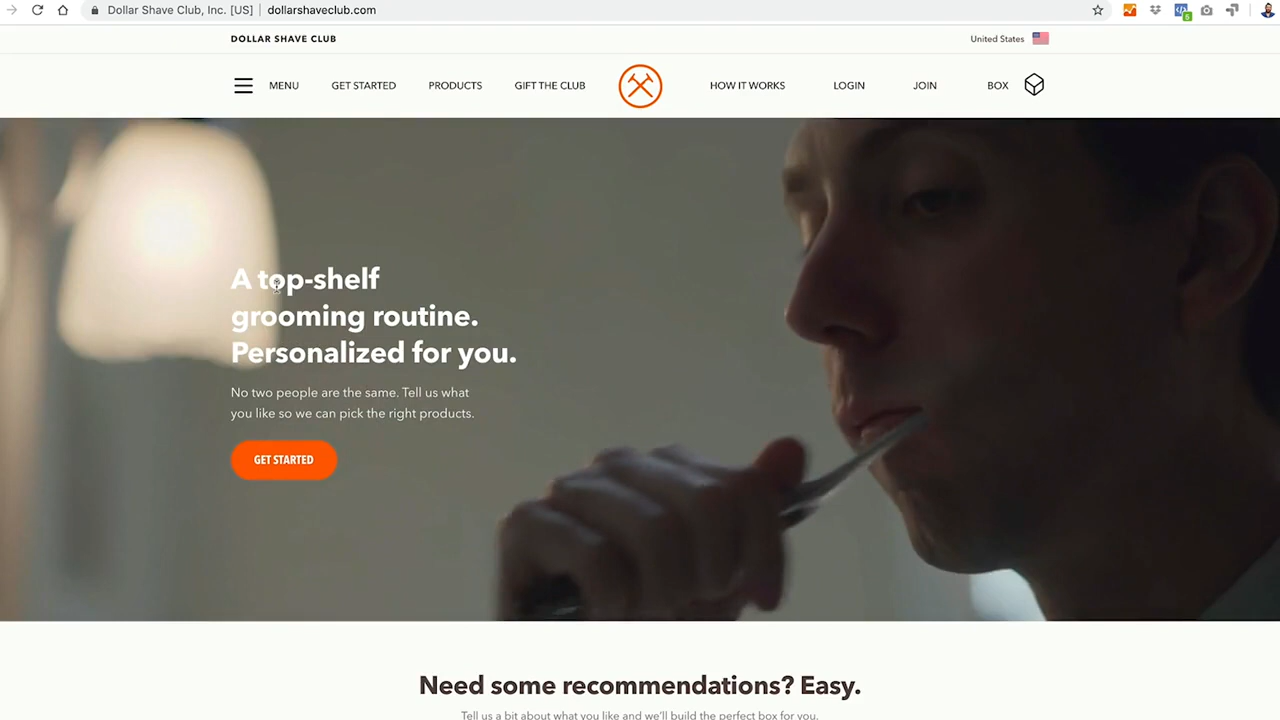 Dollar Shave Club, Inc. [US] | dollarshaveclub.com
5
DOLLAR SHAVE CLUB
United States
MENU GET STARTED PRODUCTS GIFT THE CLUB HOW IT WORKS LOGIN JOIN BOX
A top-shelf
grooming routine.
Personalized for you.
No two people are the same. Tell us what
you like so we can pick the right products.
GET STARTED
Need some recommendations? Easy.
Tell us a bit about what you like and we'll build the perfect box for you.